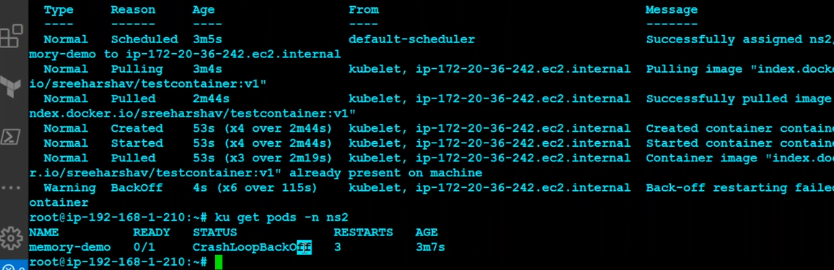 Type Reason Age From Message
---- ------ ---- ---- -------
Normal Scheduled 3m5s default-scheduler Successfully assigned ns2
mory-demo to ip-172-20-36-242.ec2.internal
Normal Pulling 3m4s kubelet, ip-172-20-36-242.ec2.internal Pulling image "index.docke
io/sreeharshav/testcontainer:v1"
Normal Pulled 2m44s kubelet, ip-172-20-36-242.ec2.internal Successfully pulled image
ndex.docker.io/sreeharshav/testcontainer:v1"
Normal Created 53s (x4 over 2m44s) kubelet, ip-172-20-36-242.ec2.internal Created container contain
Normal Started 53s (x4 over 2m44s) kubelet, ip-172-20-36-242.ec2.internal Started container contain
Normal Pulled 53s (x3 over 2m19s) kubelet, ip-172-20-36-242.ec2.internal Container image "index.do
r.io/sreeharshav/testcontainer:v1" already present on machine
Warning BackOff 4s (x6 over 115s) kubelet, ip-172-20-36-242.ec2.internal Back-off restarting faile
ontainer
root@ip-192-168-1-210:~# ku get pods -n ns2
NAME READY STATUS RESTARTS AGE
memory-demo 0/1 CrashLoopBackOff 3 3m7s
root@ip-192-168-1-210:~#